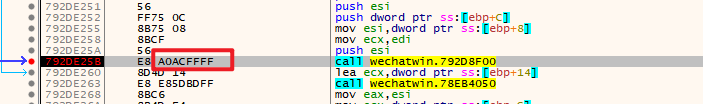 792DE251 56 push esi
792DE252 FF75 0C push dword ptr ss:[ebp+C]
792DE255 8B75 08 mov esi,dword ptr ss:[ebp+8]
792DE258 8BCF mov ecx,edi
792DE25A 56 push esi
792DE25B E8 A0ACFFFF call wechatwin.792D8F00
792DE260 8D4D 14 lea ecx,dword ptr ss:[ebp+14]
792DE263 E8 E85DBDFF call wechatwin.78EB4050
792DE268 8BC6 mov eax,esi